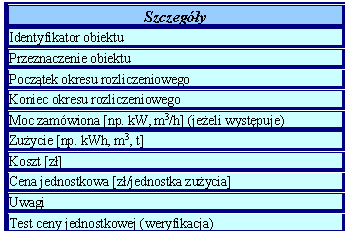 Szczegóły
Identyfikator obiektu
Przeznaczenie obiektu
Początek okresu rozliczeniowego
Koniec okresu rozliczeniowego
Moc zamówiona [np. kW, m³/h] (jeżeli występuje)
Zużycie [np. kWh, m³, t]
Koszt [zł]
Cena jednostkowa [zł/jednostka zużycia]
Uwagi
Test ceny jednostkowej (weryfikacja)